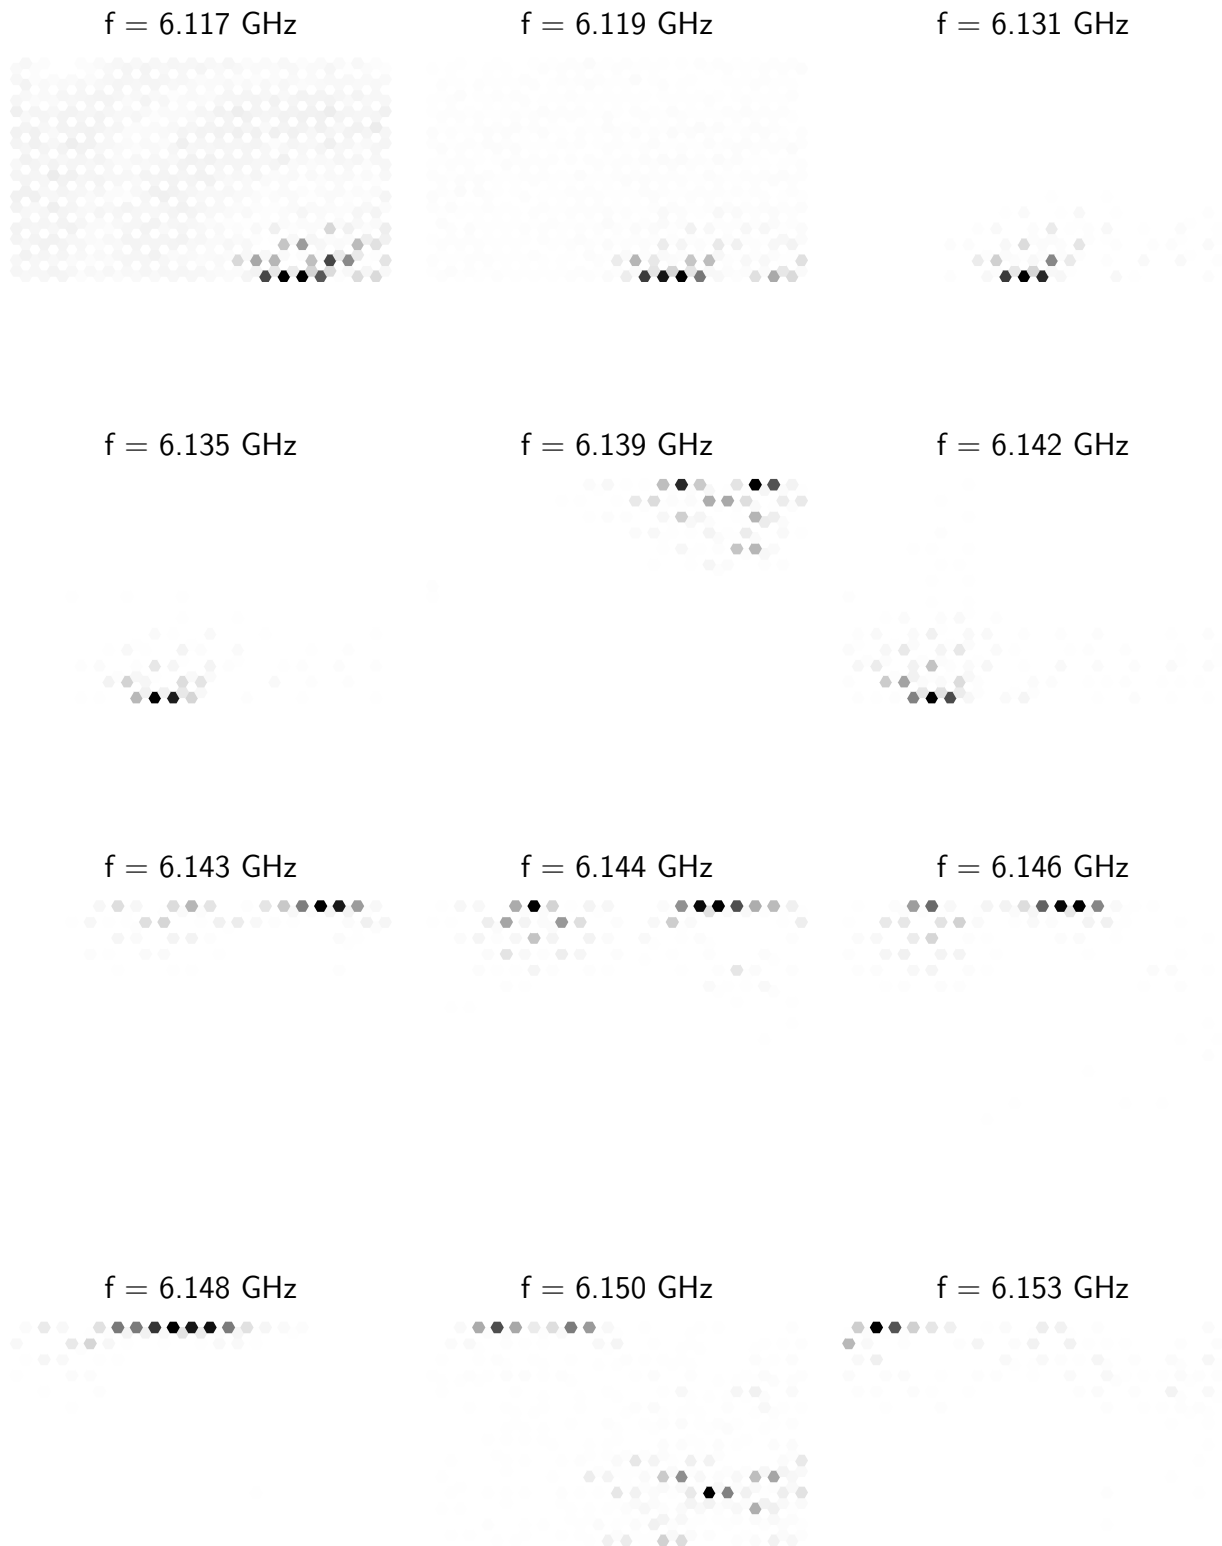 f = 6.117 GHz
f = 6.119 GHz
f = 6.131 GHz
f = 6.135 GHz
f = 6.139 GHz
f = 6.142 GHz
f = 6.143 GHz
f = 6.144 GHz
f = 6.146 GHz
f = 6.148 GHz
f = 6.150 GHz
f = 6.153 GHz